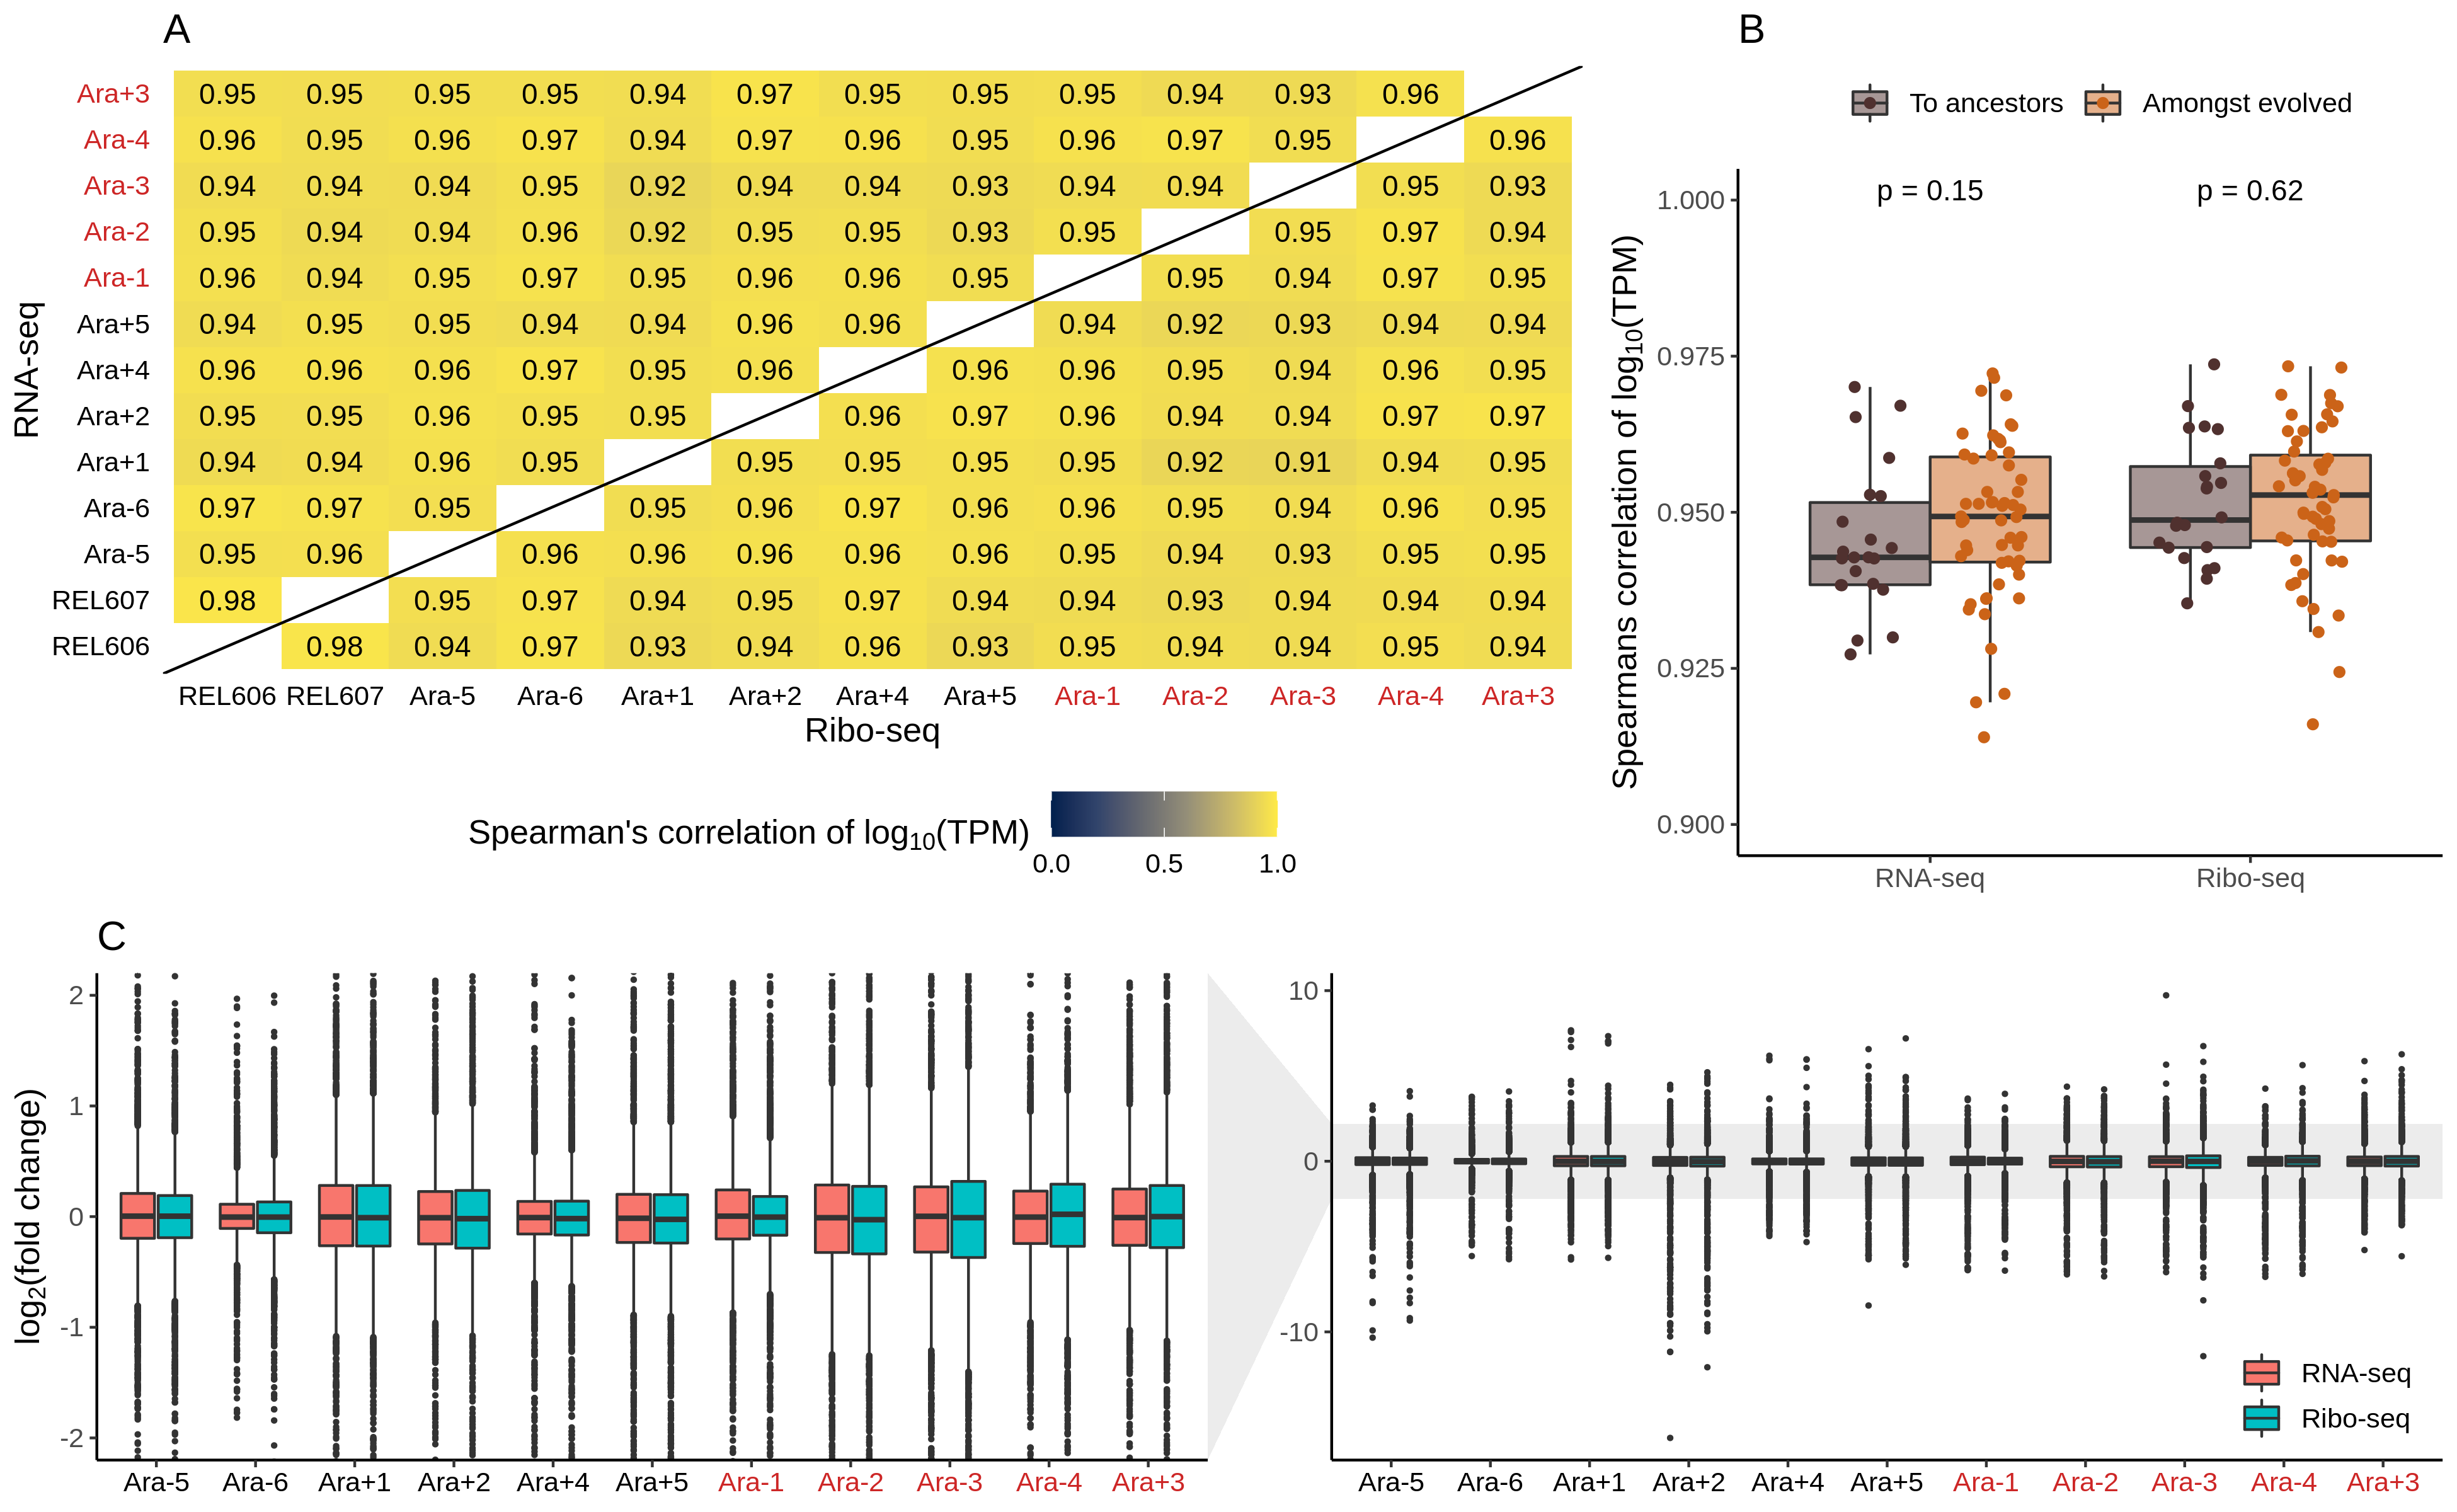 A
Ara+3 0.95 0.95 0.95 0.95 0.94 0.97 0.95 0.95 0.95 0.94 0.93 0.96
Ara-4 0.96 0.95 0.96 0.97 0.94 0.97 0.96 0.95 0.96 0.97 0.95 0.96
Ara-3 0.94 0.94 0.94 0.95 0.92 0.94 0.94 0.93 0.94 0.94 0.95 0.93
Ara-2 0.95 0.94 0.94 0.96 0.92 0.95 0.95 0.93 0.95 0.95 0.97 0.94
Ara-1 0.96 0.94 0.95 0.97 0.95 0.96 0.96 0.95 0.95 0.94 0.97 0.95
Ara+5 0.94 0.95 0.95 0.94 0.94 0.96 0.96 0.94 0.92 0.93 0.94 0.94
Ara+4 0.96 0.96 0.96 0.97 0.95 0.96 0.96 0.96 0.95 0.94 0.96 0.95
Ara+2 0.95 0.95 0.96 0.95 0.95 0.96 0.97 0.96 0.94 0.94 0.97 0.97
Ara+1 0.94 0.94 0.96 0.95 0.95 0.95 0.95 0.95 0.92 0.91 0.94 0.95
Ara-6 0.97 0.97 0.95 0.95 0.96 0.97 0.96 0.96 0.95 0.94 0.96 0.95
Ara-5 0.95 0.96 0.96 0.96 0.96 0.96 0.96 0.95 0.94 0.93 0.95 0.95
REL607 0.98 0.95 0.97 0.94 0.95 0.97 0.94 0.94 0.93 0.94 0.94 0.94
REL606 0.98 0.94 0.97 0.93 0.94 0.96 0.93 0.95 0.94 0.94 0.95 0.94
RNA-seq
REL606 REL607 Ara-5 Ara-6 Ara+1 Ara+2 Ara+4 Ara+5 Ara-1 Ara-2 Ara-3 Ara-4 Ara+3
Ribo-seq
Spearman's correlation of log10(TPM)
0.0 0.5 1.0
B
To ancestors Amongst evolved
p = 0.15 p = 0.62
Spearmans correlation of log10(TPM)
1.000
0.975
0.950
0.925
0.900
RNA-seq Ribo-seq
C
log2(fold change)
2
1
0
-1
-2
Ara-5 Ara-6 Ara+1 Ara+2 Ara+4 Ara+5 Ara-1 Ara-2 Ara-3 Ara-4 Ara+3
10
0
-10
RNA-seq
Ribo-seq
Ara-5 Ara-6 Ara+1 Ara+2 Ara+4 Ara+5 Ara-1 Ara-2 Ara-3 Ara-4 Ara+3